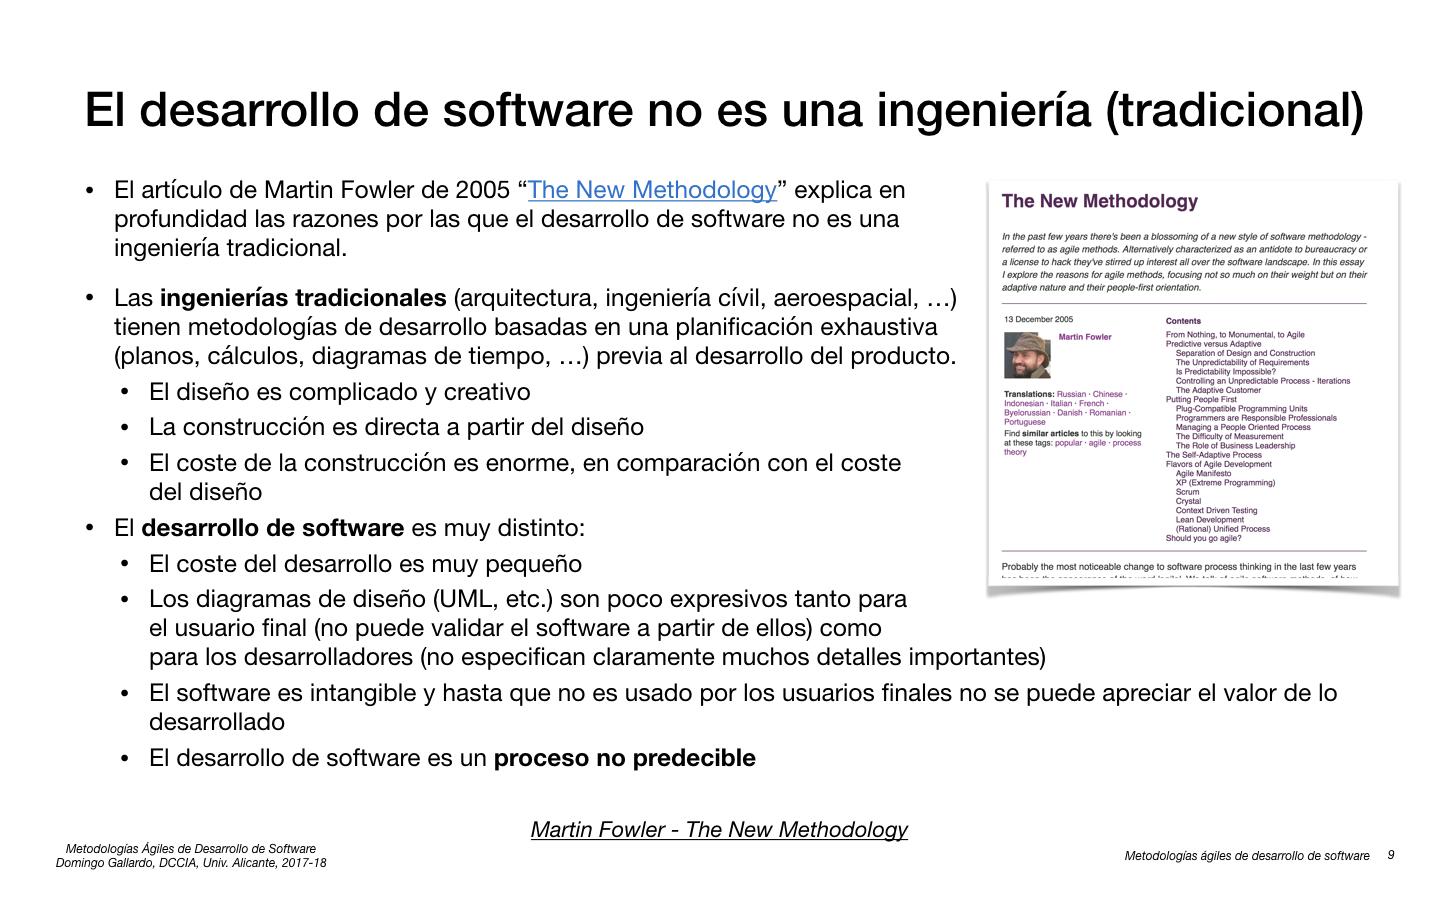 El desarrollo de software no es una ingeniería (tradicional)
• El artículo de Martin Fowler de 2005 “The New Methodology” explica en
profundidad las razones por las que el desarrollo de software no es una
ingeniería tradicional.
• Las ingenierías tradicionales (arquitectura, ingeniería cívil, aeroespacial, …)
tienen metodologías de desarrollo basadas en una planificación exhaustiva
(planos, cálculos, diagramas de tiempo, …) previa al desarrollo del producto.
• El diseño es complicado y creativo
• La construcción es directa a partir del diseño
• El coste de la construcción es enorme, en comparación con el coste
del diseño
• El desarrollo de software es muy distinto:
• El coste del desarrollo es muy pequeño
• Los diagramas de diseño (UML, etc.) son poco expresivos tanto para
el usuario final (no puede validar el software a partir de ellos) como
para los desarrolladores (no especifican claramente muchos detalles importantes)
• El software es intangible y hasta que no es usado por los usuarios finales no se puede apreciar el valor de lo
desarrollado
• El desarrollo de software es un proceso no predecible
The New Methodology
In the past few years there's been a blossoming of a new style of software methodology -
referred to as agile methods. Alternatively characterized as an antidote to bureaucracy or
a license to hack they've stirred up interest all over the software landscape. In this essay
I explore the reasons for agile methods, focusing not so much on their weight but on their
adaptive nature and their people-first orientation.
13 December 2005
Martin Fowler
Translations: Russian · Chinese ·
Indonesian · Italian · French ·
Byelorussian · Danish · Romanian ·
Portuguese
Find similar articles to this by looking
at these tags: popular · agile · process
theory
Contents
From Nothing, to Monumental, to Agile
Predictive versus Adaptive
Separation of Design and Construction
The Unpredictability of Requirements
Is Predictability Impossible?
Controlling an Unpredictable Process - Iterations
The Adaptive Customer
Putting People First
Plug-Compatible Programming Units
Programmers are Responsible Professionals
Managing a People Oriented Process
The Difficulty of Measurement
The Role of Business Leadership
The Self-Adaptive Process
Flavors of Agile Development
Agile Manifesto
XP (Extreme Programming)
Scrum
Crystal
Context Driven Testing
Lean Development
(Rational) Unified Process
Should you go agile?
Probably the most noticeable change to software process thinking in the last few years
Martin Fowler - The New Methodology
Metodologías Ágiles de Desarrollo de Software
Domingo Gallardo, DCCIA, Univ. Alicante, 2017-18
Metodologías ágiles de desarrollo de software 9